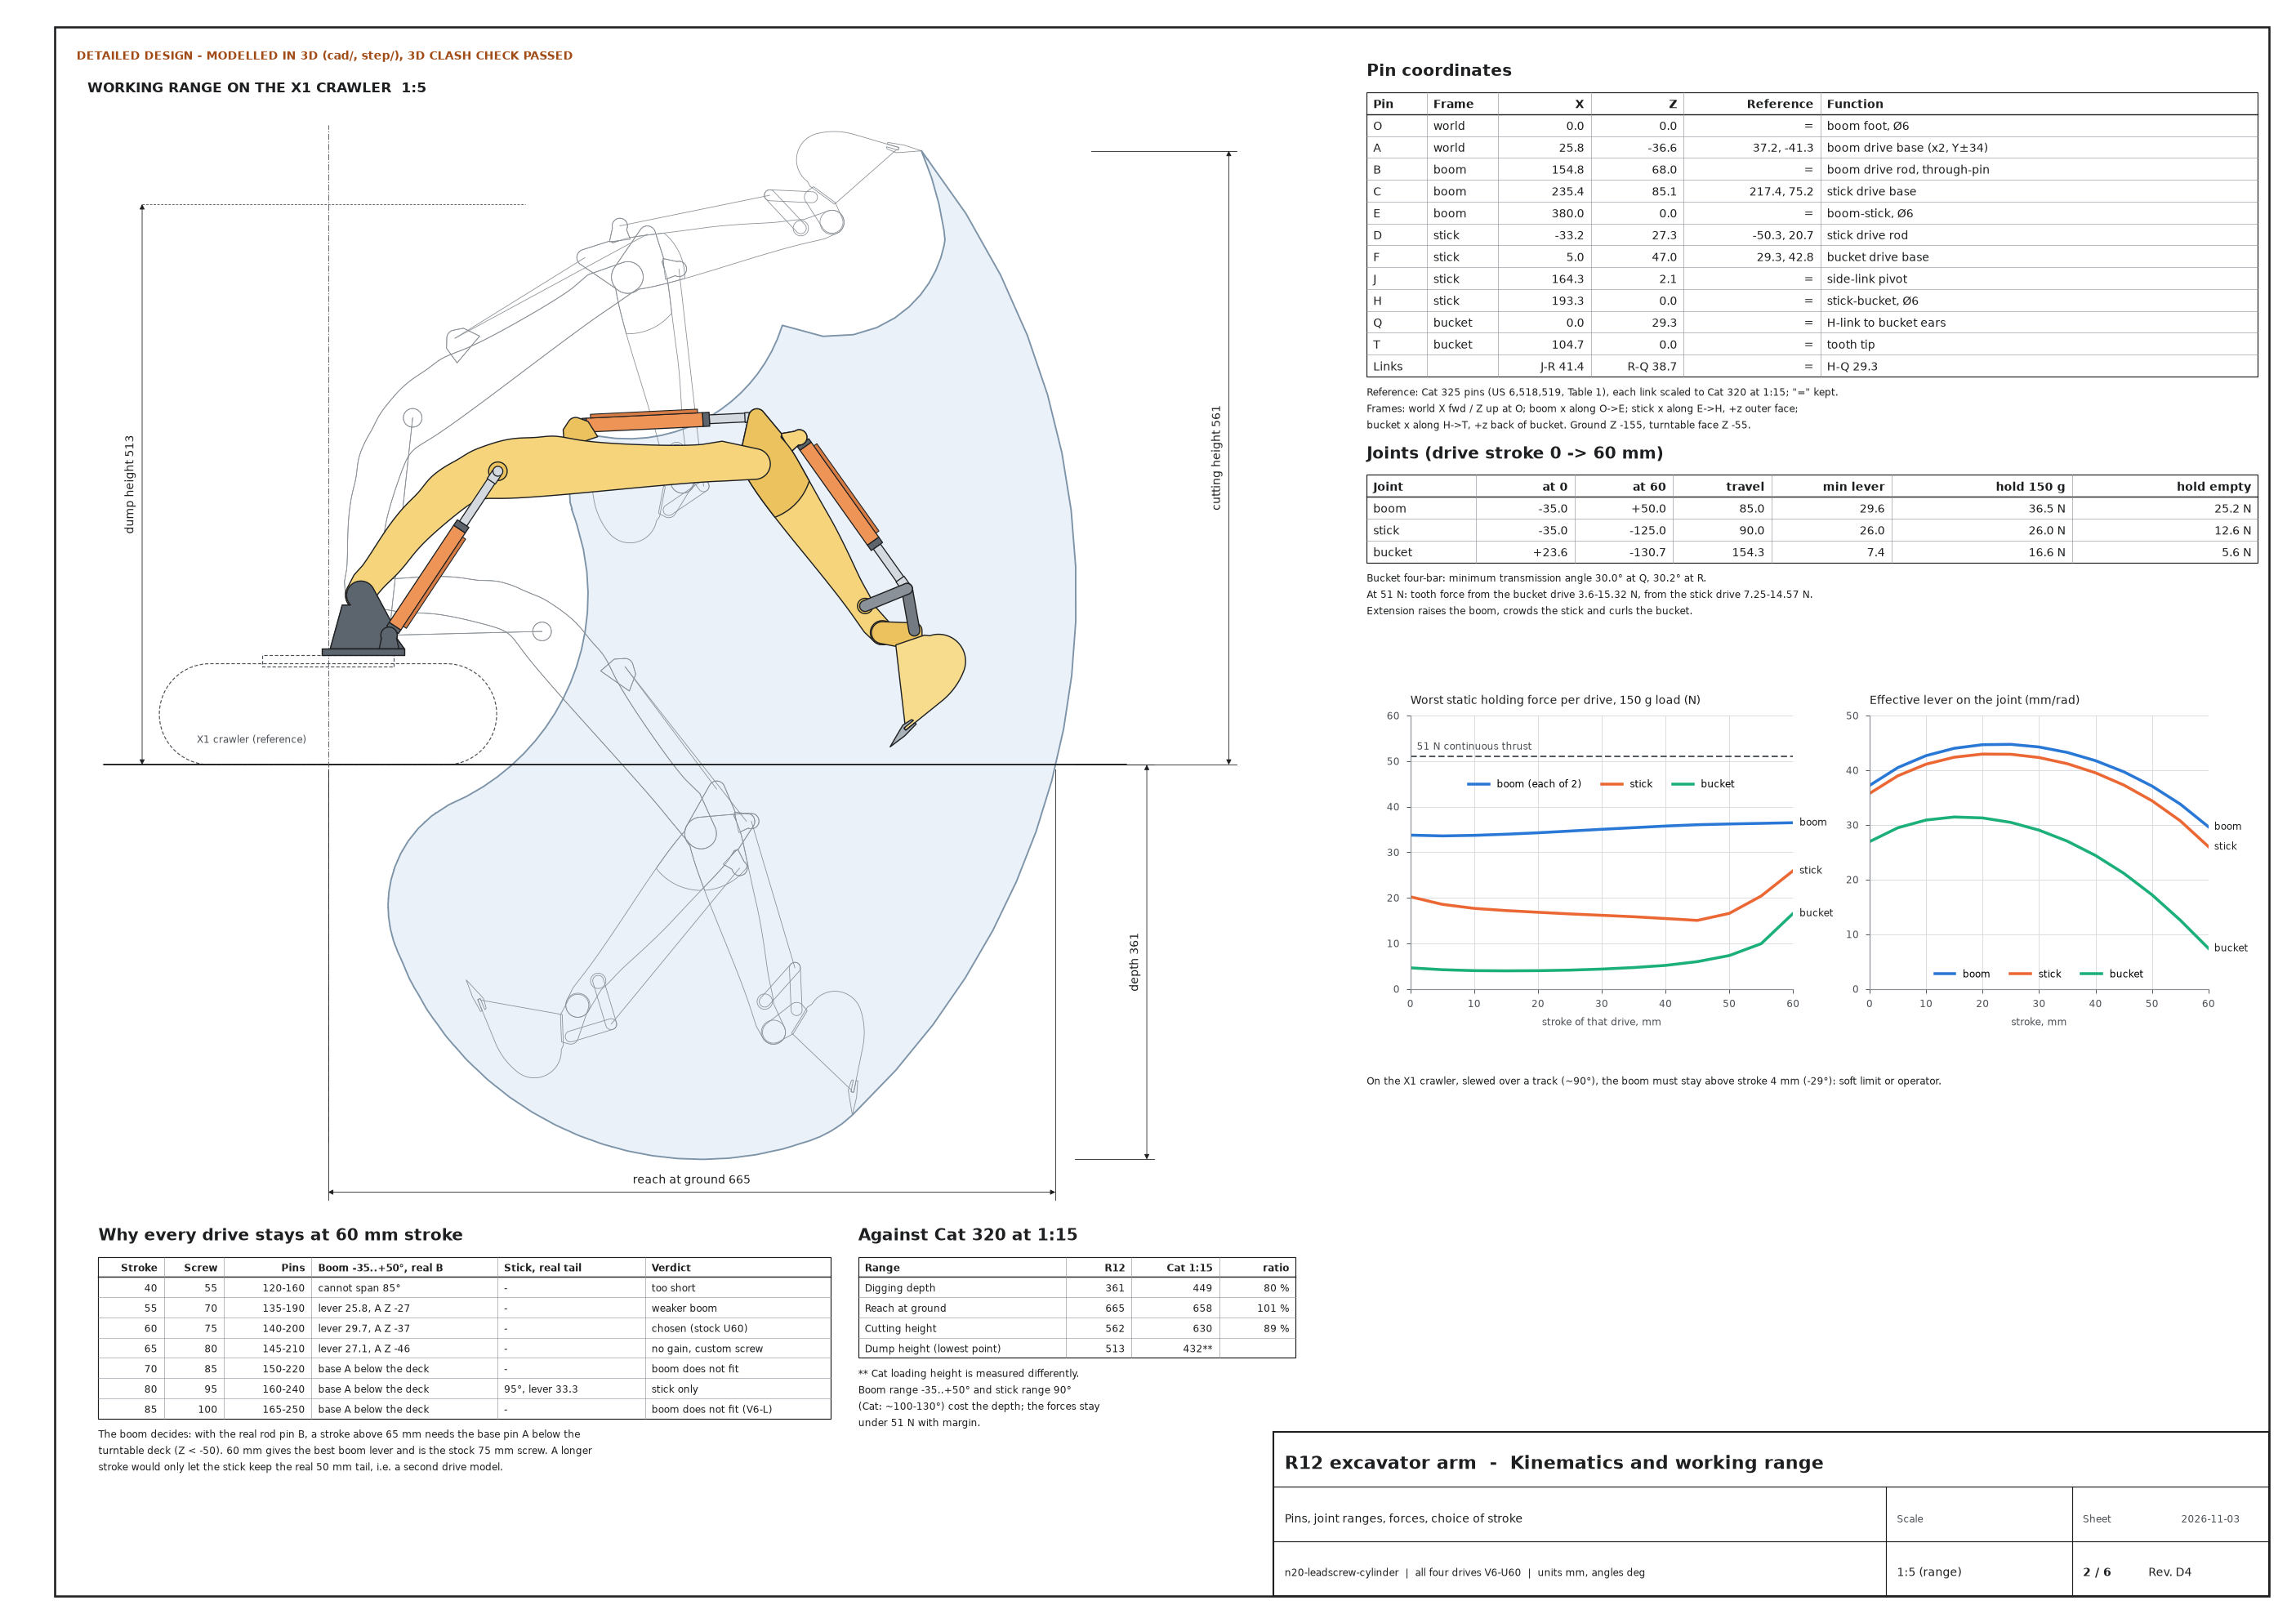 DETAILED DESIGN - MODELLED IN 3D (cad/, step/), 3D CLASH CHECK PASSED
WORKING RANGE ON THE X1 CRAWLER 1:5
dump height 513
cutting height 561
X1 crawler (reference)
depth 361
reach at ground 665
Pin coordinates
Pin Frame X Z Reference Function
O world 0.0 0.0 = boom foot, Ø6
A world 25.8 -36.6 37.2, -41.3 boom drive base (x2, Y±34)
B boom 154.8 68.0 = boom drive rod, through-pin
C boom 235.4 85.1 217.4, 75.2 stick drive base
E boom 380.0 0.0 = boom-stick, Ø6
D stick -33.2 27.3 -50.3, 20.7 stick drive rod
F stick 5.0 47.0 29.3, 42.8 bucket drive base
J stick 164.3 2.1 = side-link pivot
H stick 193.3 0.0 = stick-bucket, Ø6
Q bucket 0.0 29.3 = H-link to bucket ears
T bucket 104.7 0.0 = tooth tip
Links J-R 41.4 R-Q 38.7 = H-Q 29.3
Reference: Cat 325 pins (US 6,518,519, Table 1), each link scaled to Cat 320 at 1:15; "=" kept.
Frames: world X fwd / Z up at O; boom x along O->E; stick x along E->H, +z outer face;
bucket x along H->T, +z back of bucket. Ground Z -155, turntable face Z -55.
Joints (drive stroke 0 -> 60 mm)
Joint at 0 at 60 travel min lever hold 150 g hold empty
boom -35.0 +50.0 85.0 29.6 36.5 N 25.2 N
stick -35.0 -125.0 90.0 26.0 26.0 N 12.6 N
bucket +23.6 -130.7 154.3 7.4 16.6 N 5.6 N
Bucket four-bar: minimum transmission angle 30.0° at Q, 30.2° at R.
At 51 N: tooth force from the bucket drive 3.6-15.32 N, from the stick drive 7.25-14.57 N.
Extension raises the boom, crowds the stick and curls the bucket.
Worst static holding force per drive, 150 g load (N)
60
50
40
30
20
10
0
51 N continuous thrust
boom (each of 2) stick bucket
boom
stick
bucket
0 10 20 30 40 50 60
stroke of that drive, mm
Effective lever on the joint (mm/rad)
50
40
30
20
10
0
boom
stick
bucket
boom stick bucket
0 10 20 30 40 50 60
stroke, mm
On the X1 crawler, slewed over a track (~90°), the boom must stay above stroke 4 mm (-29°): soft limit or operator.
Why every drive stays at 60 mm stroke
Stroke Screw Pins Boom -35..+50°, real B Stick, real tail Verdict
40 55 120-160 cannot span 85° - too short
55 70 135-190 lever 25.8, A Z -27 - weaker boom
60 75 140-200 lever 29.7, A Z -37 - chosen (stock U60)
65 80 145-210 lever 27.1, A Z -46 - no gain, custom screw
70 85 150-220 base A below the deck - boom does not fit
80 95 160-240 base A below the deck 95°, lever 33.3 stick only
85 100 165-250 base A below the deck - boom does not fit (V6-L)
The boom decides: with the real rod pin B, a stroke above 65 mm needs the base pin A below the
turntable deck (Z < -50). 60 mm gives the best boom lever and is the stock 75 mm screw. A longer
stroke would only let the stick keep the real 50 mm tail, i.e. a second drive model.
Against Cat 320 at 1:15
Range R12 Cat 1:15 ratio
Digging depth 361 449 80 %
Reach at ground 665 658 101 %
Cutting height 562 630 89 %
Dump height (lowest point) 513 432**
** Cat loading height is measured differently.
Boom range -35..+50° and stick range 90°
(Cat: ~100-130°) cost the depth; the forces stay
under 51 N with margin.
R12 excavator arm - Kinematics and working range
Pins, joint ranges, forces, choice of stroke
Scale
Sheet 2026-11-03
n20-leadscrew-cylinder | all four drives V6-U60 | units mm, angles deg
1:5 (range)
2 / 6 Rev. D4